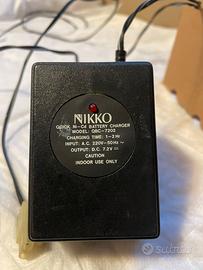 NIKKO
QUICK Ni-Cd BATTERY CHARGER
MODEL: QBC-7202
CHARGING TIME: 1-2 Hr
INPUT: A.C. 220V~50Hz~
OUTPUT: D.C. 7.2V
CAUTION
INDOOR USE ONLY
subito